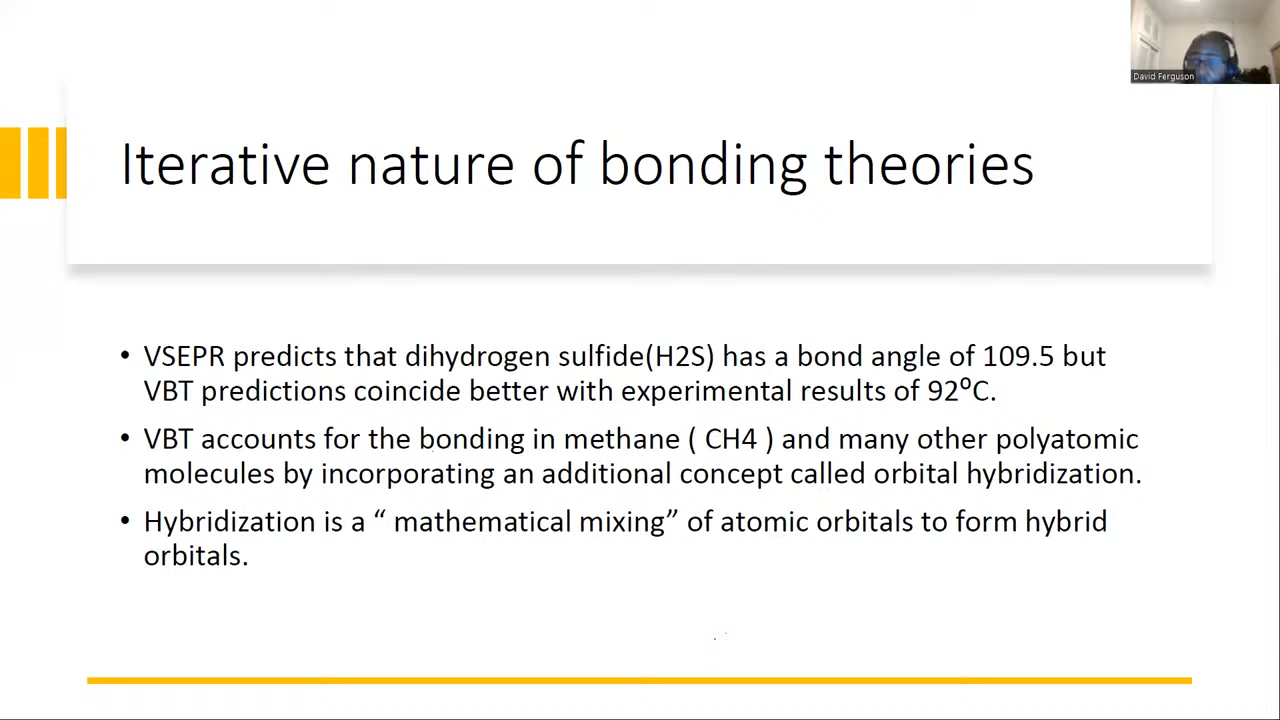 David Ferguson
Iterative nature of bonding theories
• VSEPR predicts that dihydrogen sulfide(H2S) has a bond angle of 109.5 but
VBT predictions coincide better with experimental results of 92⁰C.
• VBT accounts for the bonding in methane ( CH4 ) and many other polyatomic
molecules by incorporating an additional concept called orbital hybridization.
• Hybridization is a “ mathematical mixing” of atomic orbitals to form hybrid
orbitals.